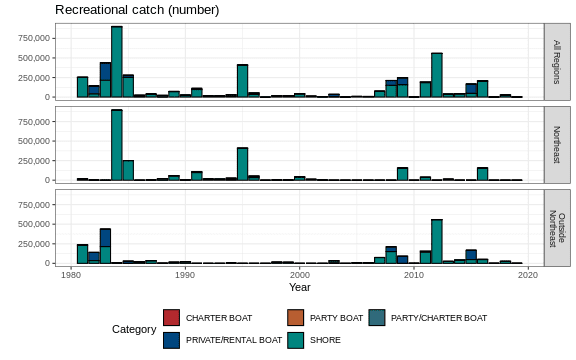 Recreational catch (number)
750,000
500,000
250,000
0
All Regions
750,000
500,000
250,000
0
Northeast
750,000
500,000
250,000
0
Outside
Northeast
1980 1990 2000 2010 2020
Year
Category
CHARTER BOAT PARTY BOAT PARTY/CHARTER BOAT
PRIVATE/RENTAL BOAT SHORE